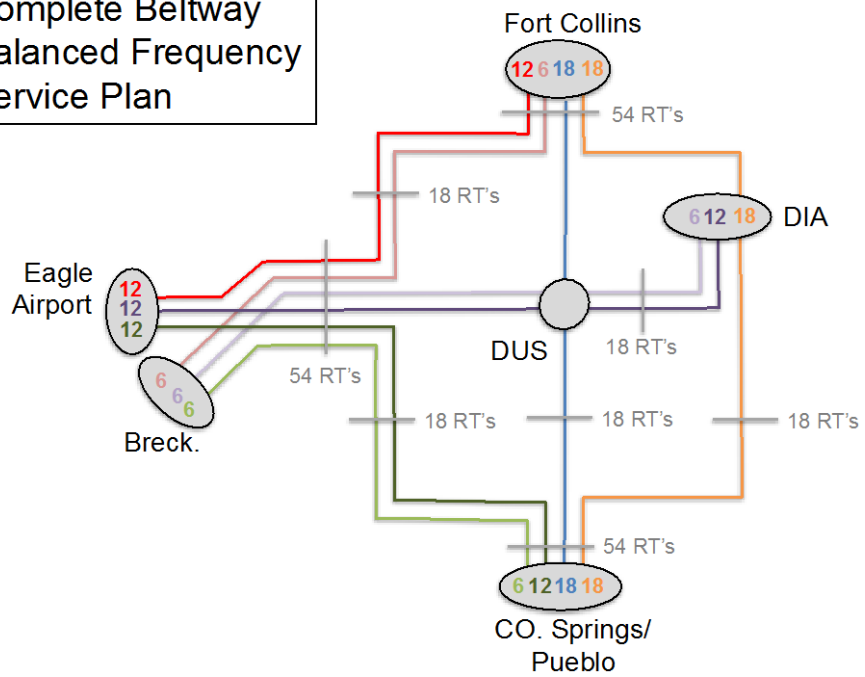 omplete Beltway
alanced Frequency
ervice Plan
Fort Collins
12 6 18 18
54 RT's
18 RT's
6 12 18
DIA
Eagle
Airport
12
12
12
DUS
18 RT's
54 RT's
6
6
6
Breck.
18 RT's
18 RT's
18 RT's
54 RT's
6 12 18 18
CO. Springs/
Pueblo